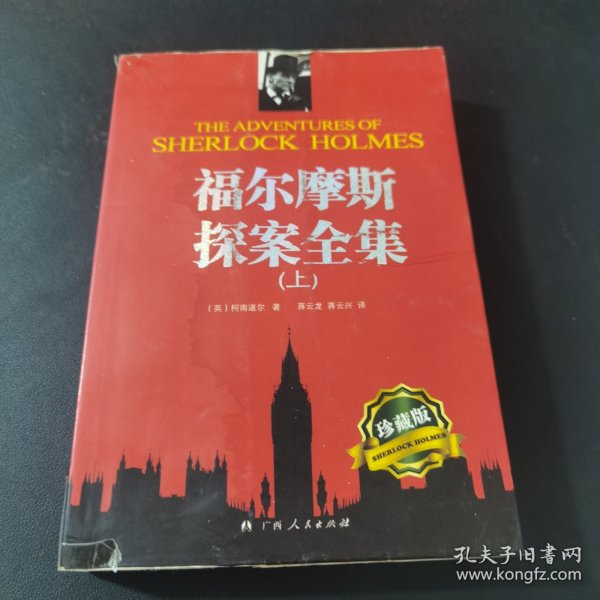 THE ADVENTURES OF
SHERLOCK HOLMES
福尔摩斯
探案全集
(上)
(英)柯南道尔 著 蒋云龙 蒋云兴 译
珍藏版
SHERLOCK HOLMES
广西人民出版社
孔夫子旧书网
www.kongfz.com